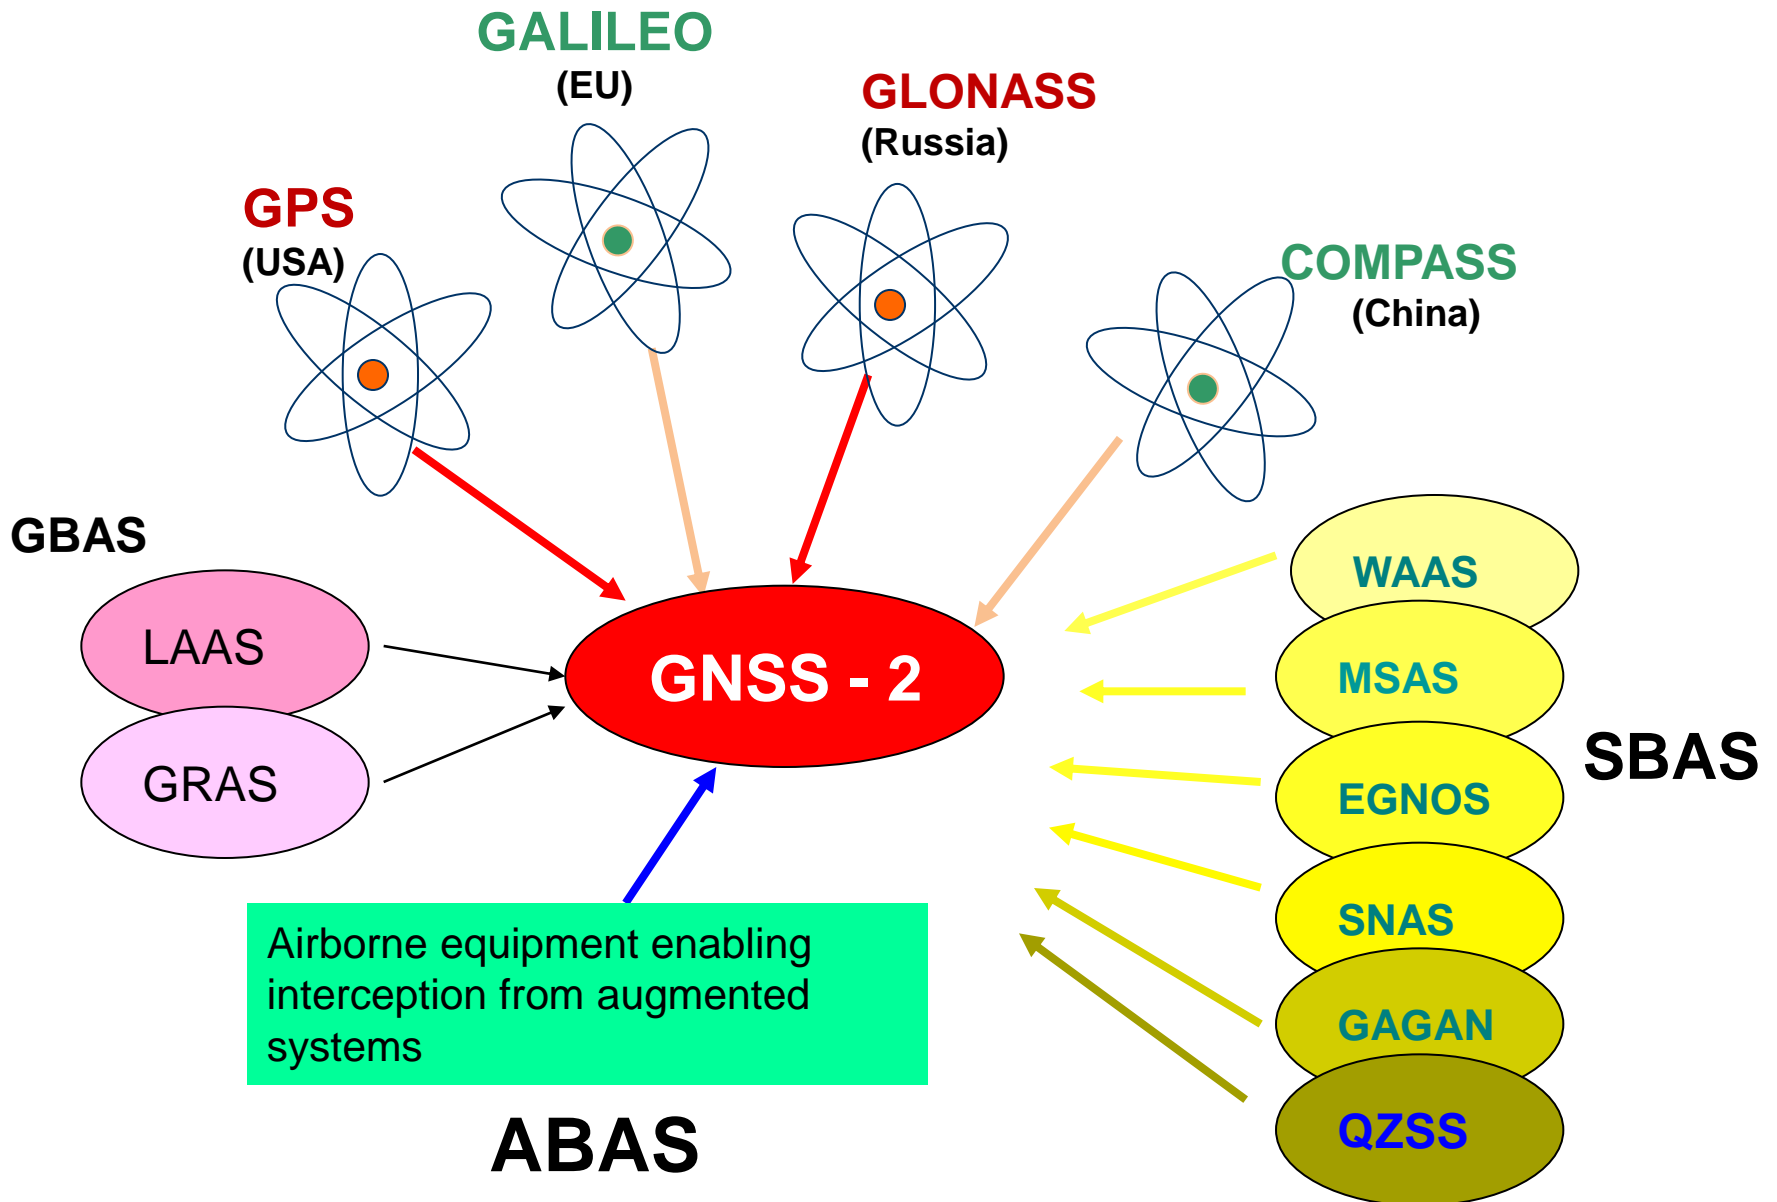 GALILEO
(EU)
GLONASS
(Russia)
GPS
(USA)
COMPASS
(China)
GBAS
LAAS
GRAS
GNSS - 2
WAAS
MSAS
EGNOS
SNAS
GAGAN
QZSS
SBAS
Airborne equipment enabling
interception from augmented
systems
ABAS